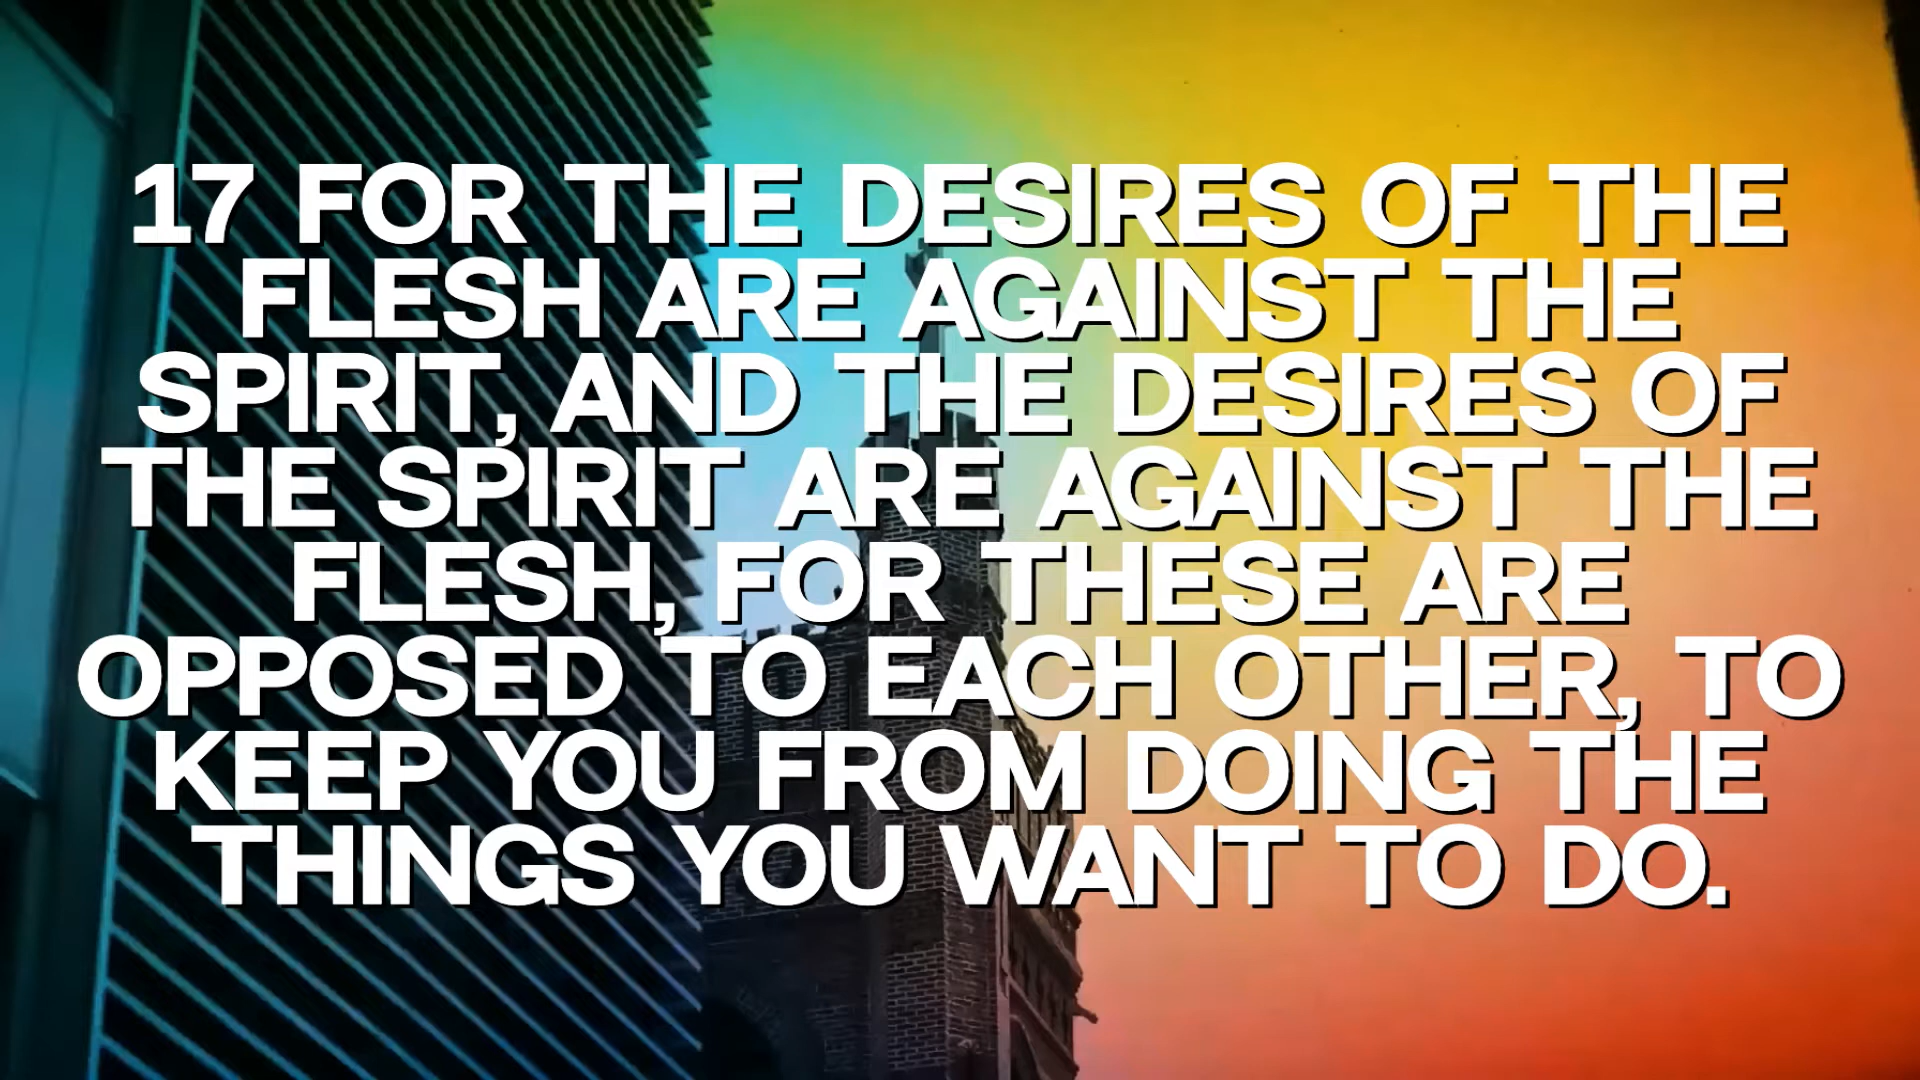 17 FOR THE DESIRES OF THE
FLESH ARE AGAINST THE
SPIRIT, AND THE DESIRES OF
THE SPIRIT ARE AGAINST THE
FLESH, FOR THESE ARE
OPPOSED TO EACH OTHER, TO
KEEP YOU FROM DOING THE
THINGS YOU WANT TO DO.